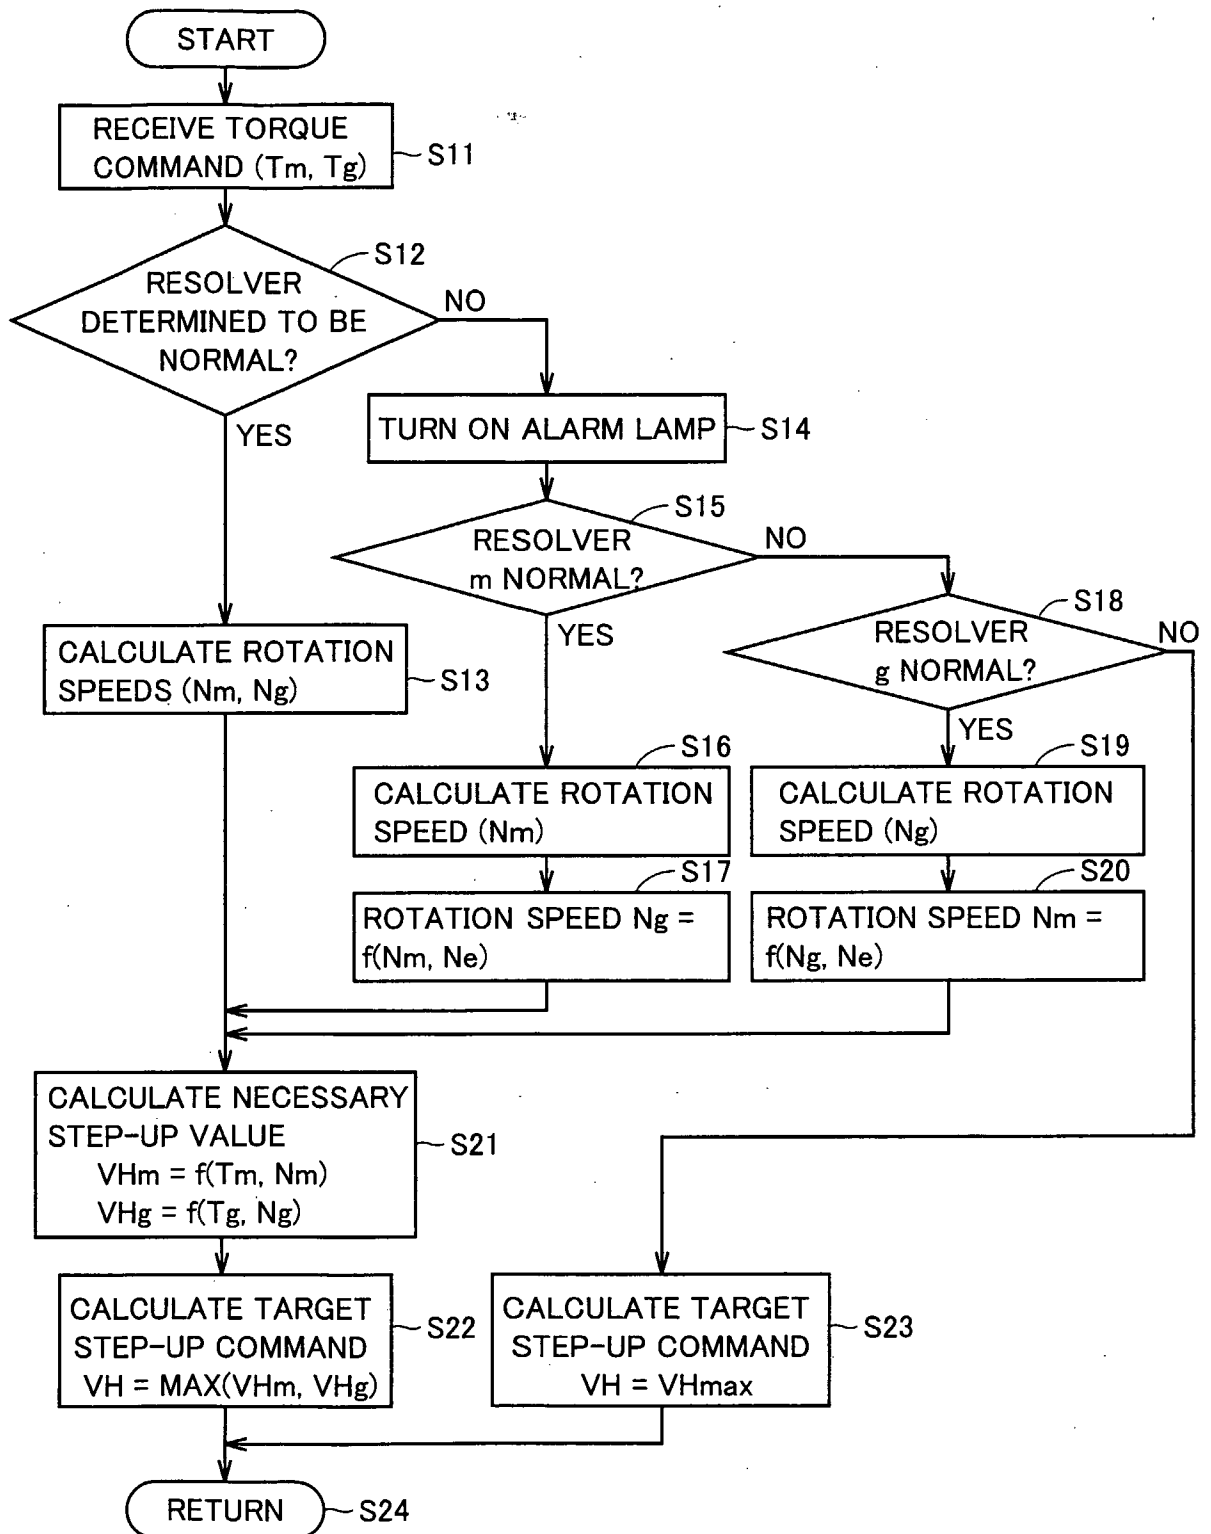 START
RECEIVE TORQUE
COMMAND (Tm, Tg)
S11
S12
RESOLVER
DETERMINED TO BE
NORMAL?
NO
YES
TURN ON ALARM LAMP
S14
S15
RESOLVER
m NORMAL?
NO
YES
S18
RESOLVER
g NORMAL?
NO
YES
CALCULATE ROTATION
SPEEDS (Nm, Ng)
S13
S16
CALCULATE ROTATION
SPEED (Nm)
S19
CALCULATE ROTATION
SPEED (Ng)
S17
ROTATION SPEED Ng =
f(Nm, Ne)
S20
ROTATION SPEED Nm =
f(Ng, Ne)
CALCULATE NECESSARY
STEP-UP VALUE
VHm = f(Tm, Nm)
VHg = f(Tg, Ng)
S21
CALCULATE TARGET
STEP-UP COMMAND
VH = MAX(VHm, VHg)
S22
CALCULATE TARGET
STEP-UP COMMAND
VH = VHmax
S23
RETURN
S24